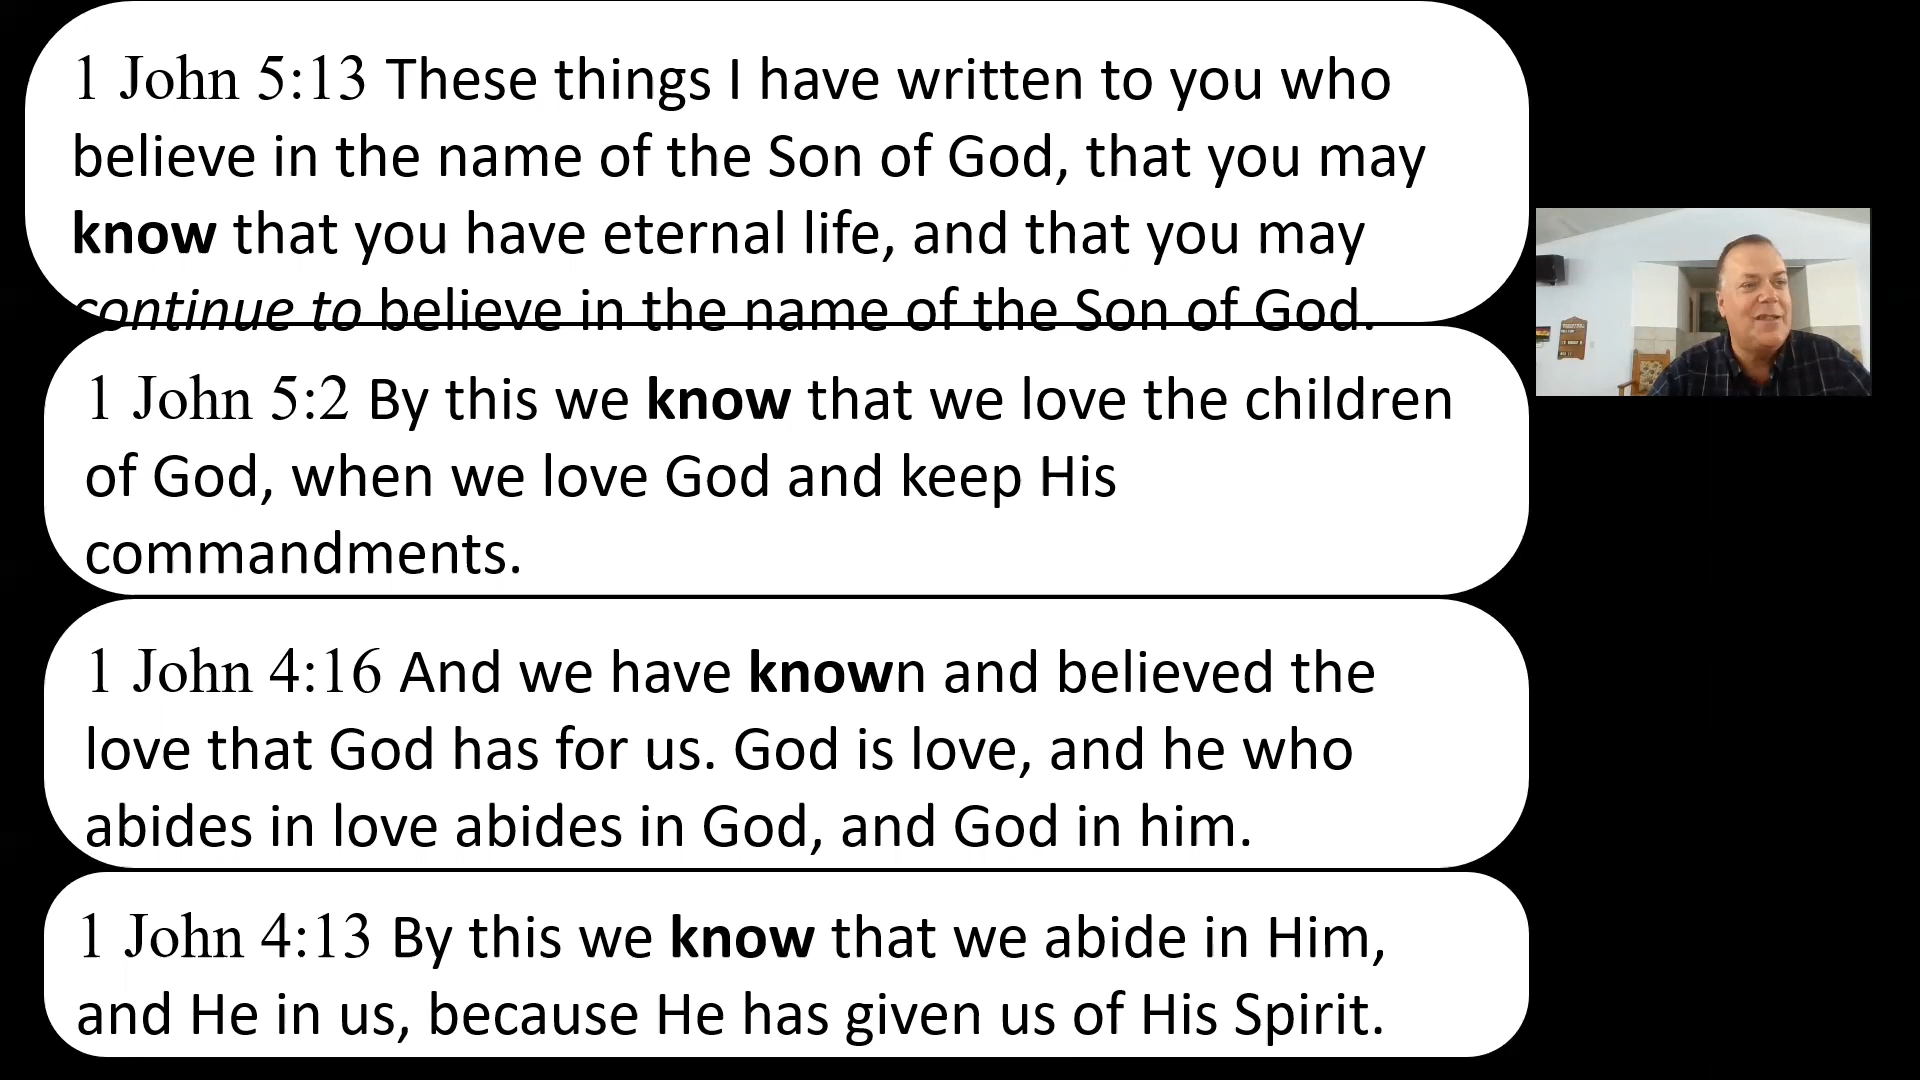 1 John 5:13 These things I have written to you who
believe in the name of the Son of God, that you may
know that you have eternal life, and that you may
continue to believe in the name of the Son of God.
1 John 5:2 By this we know that we love the children
of God, when we love God and keep His
commandments.
1 John 4:16 And we have known and believed the
love that God has for us. God is love, and he who
abides in love abides in God, and God in him.
1 John 4:13 By this we know that we abide in Him,
and He in us, because He has given us of His Spirit.